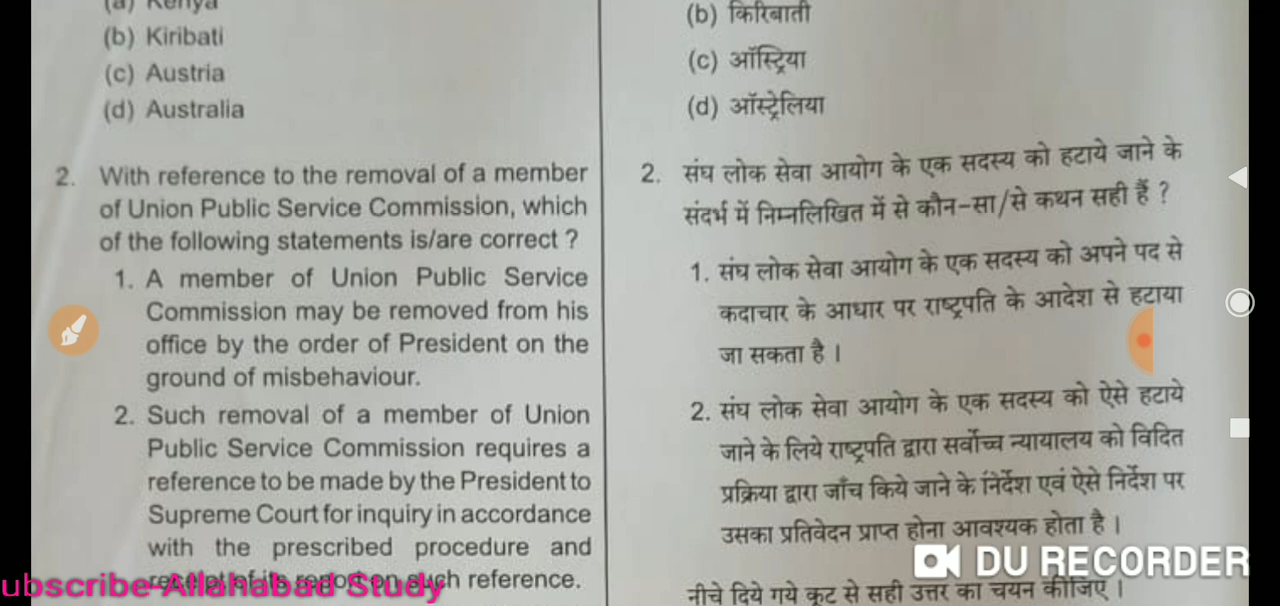 (a) Kenya
(b) Kiribati
(c) Austria
(d) Australia
2. With reference to the removal of a member
of Union Public Service Commission, which
of the following statements is/are correct ?
1. A member of Union Public Service
Commission may be removed from his
office by the order of President on the
ground of misbehaviour.
2. Such removal of a member of Union
Public Service Commission requires a
reference to be made by the President to
Supreme Court for inquiry in accordance
with the prescribed procedure and
receipt of its report on such reference.
(b) किरिबाती
(c) ऑस्ट्रिया
(d) ऑस्ट्रेलिया
2. संघ लोक सेवा आयोग के एक सदस्य को हटाये जाने के
संदर्भ में निम्नलिखित में से कौन-सा/से कथन सही हैं ?
1. संघ लोक सेवा आयोग के एक सदस्य को अपने पद से
कदाचार के आधार पर राष्ट्रपति के आदेश से हटाया
जा सकता है ।
2. संघ लोक सेवा आयोग के एक सदस्य को ऐसे हटाये
जाने के लिये राष्ट्रपति द्वारा सर्वोच्च न्यायालय को विदित
प्रक्रिया द्वारा जाँच किये जाने के निर्देश एवं ऐसे निर्देश पर
उसका प्रतिवेदन प्राप्त होना आवश्यक होता है ।
नीचे दिये गये कूट से सही उत्तर का चयन कीजिए ।
DU RECORDER
ubscribe-Allahabad Study